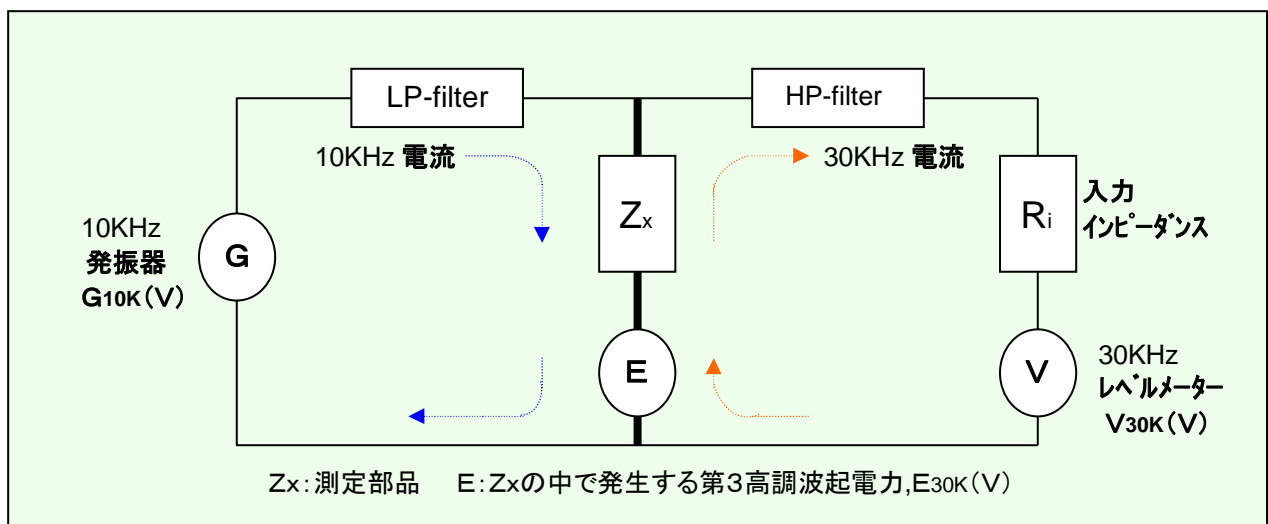 LP-filter
HP-filter
10KHz 電流
30KHz 電流
Zx
Ri
入力
インピーダンス
10KHz
発振器
G10K(V)
G
E
V
30KHz
レベルメーター
V30K(V)
Zx:測定部品 E:Zxの中で発生する第3高調波起電力,E30K(V)